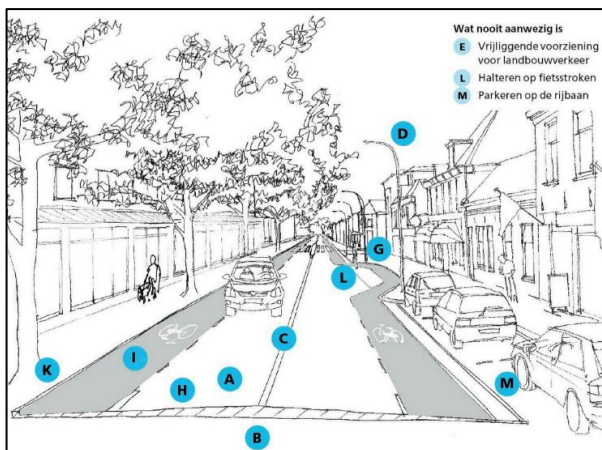 Wat nooit aanwezig is
E Vrijliggende voorziening
voor landbouwverkeer
L Halteren op fietsstroken
M Parkeren op de rijbaan
D
G
L
C
K
I
H
A
M
B